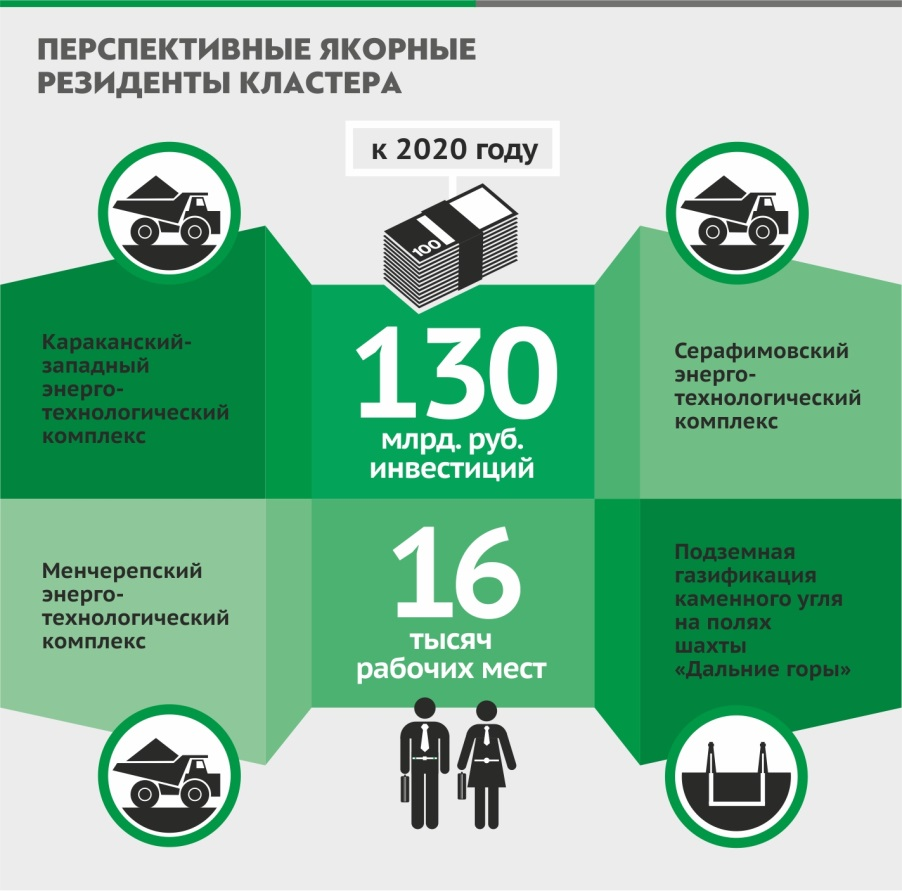 ПЕРСПЕКТИВНЫЕ ЯКОРНЫЕ
РЕЗИДЕНТЫ КЛАСТЕРА
к 2020 году
100
Караканский-
западный
энерго-
технологический
комплекс
130
млрд. руб.
инвестиций
Серафимовский
энерго-
технологический
комплекс
Менчерепский
энерго-
технологический
комплекс
16
тысяч
рабочих мест
Подземная
газификация
каменного угля
на полях
шахты
«Дальние горы»